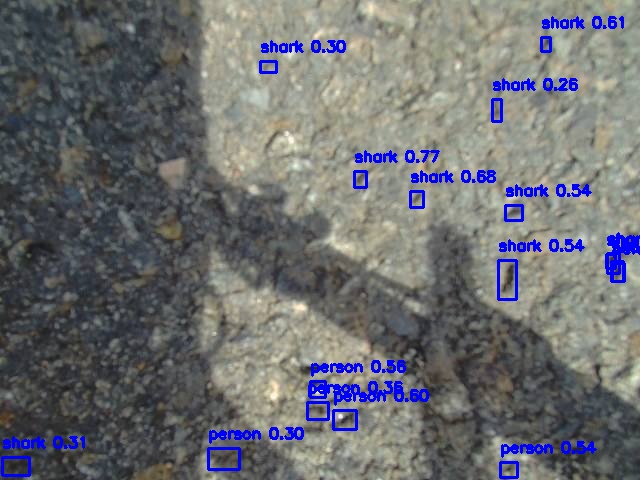 shark 0.61
shark 0.30
shark 0.26
shark 0.77
shark 0.68
shark 0.54
shark 0.54
person 0.56
person 0.36
person 0.60
person 0.30
shark 0.31
person 0.54